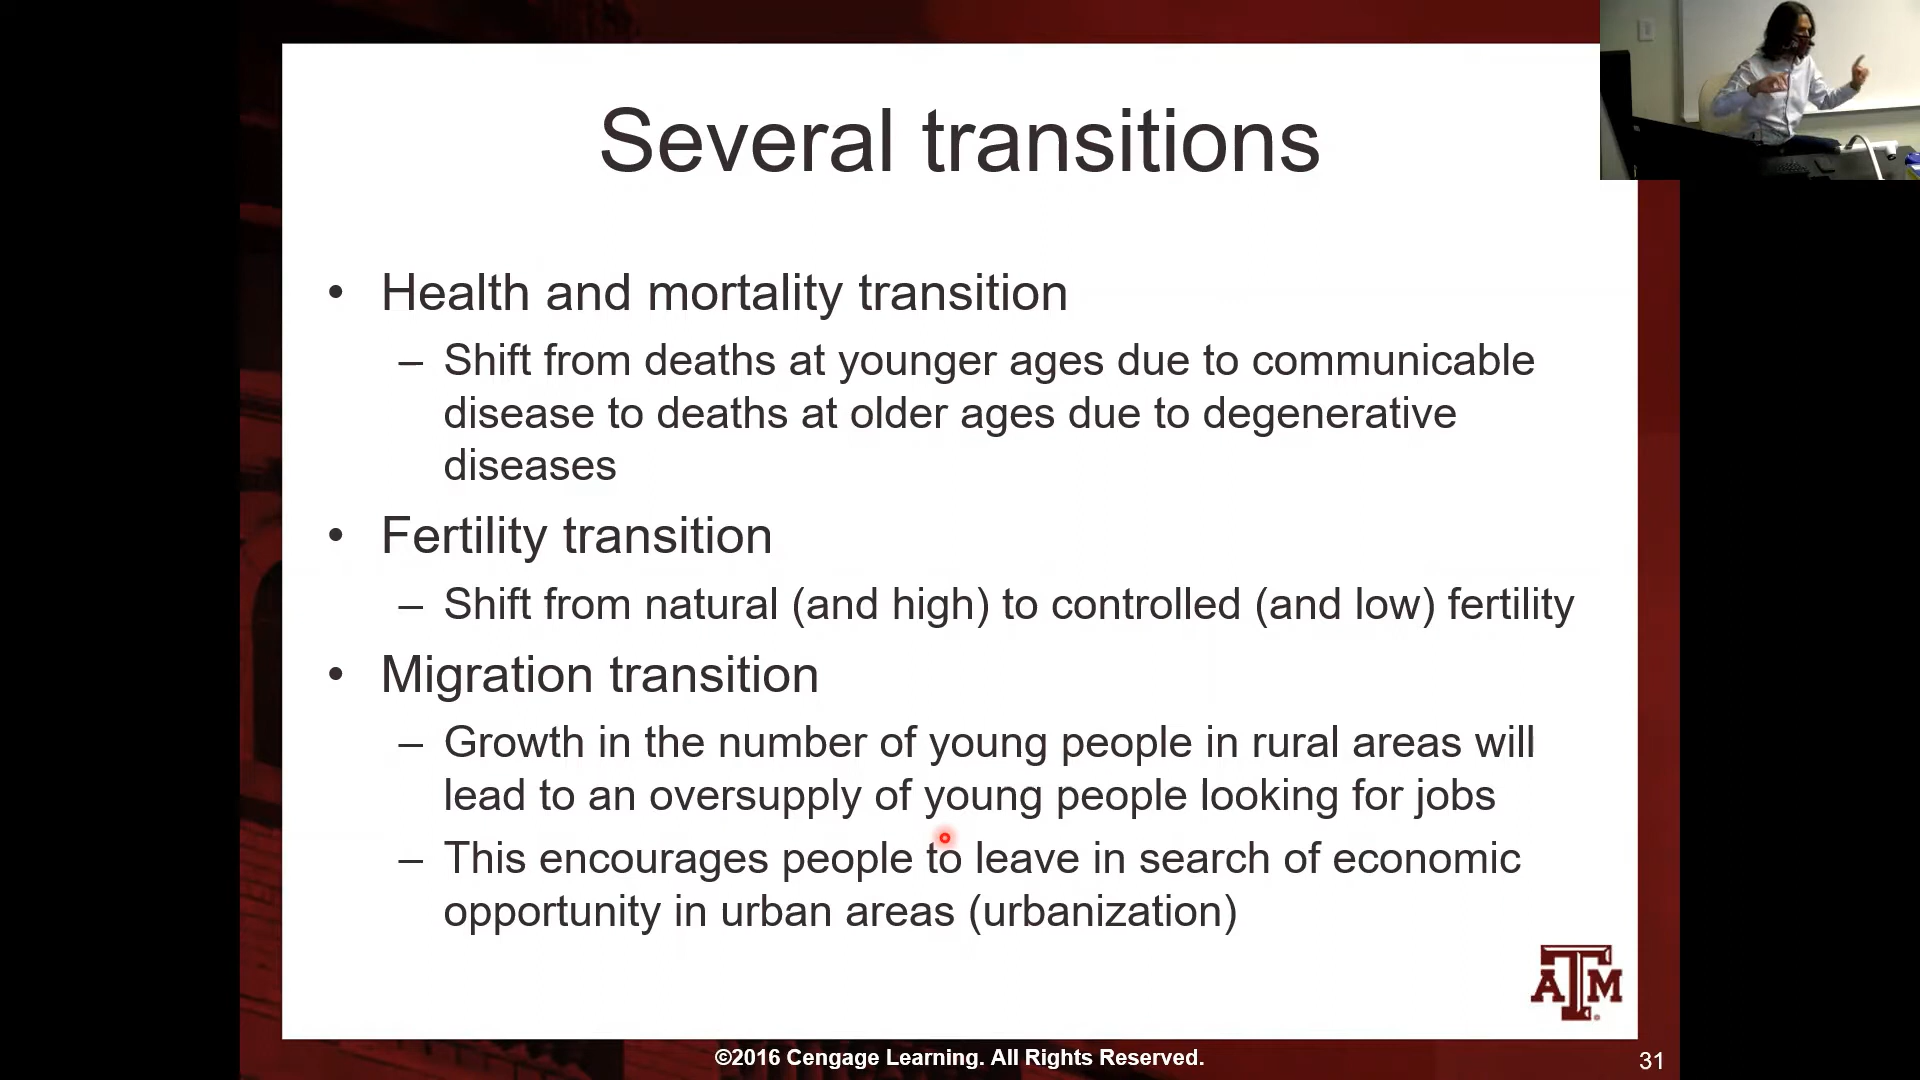 Several transitions
• Health and mortality transition
– Shift from deaths at younger ages due to communicable
disease to deaths at older ages due to degenerative
diseases
• Fertility transition
– Shift from natural (and high) to controlled (and low) fertility
• Migration transition
– Growth in the number of young people in rural areas will
lead to an oversupply of young people looking for jobs
– This encourages people to leave in search of economic
opportunity in urban areas (urbanization)
ATM
©2016 Cengage Learning. All Rights Reserved.
31